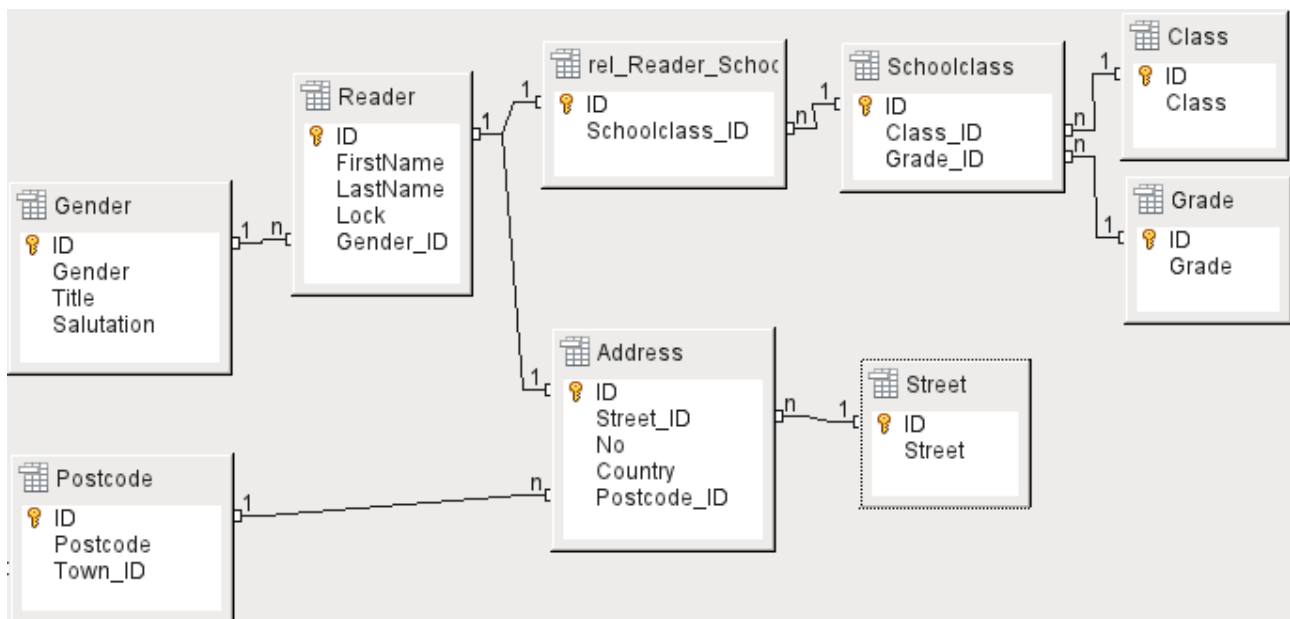 Gender
ID
Gender
Title
Salutation
1
n
Reader
ID
FirstName
LastName
Lock
Gender_ID
1
1
rel_Reader_Schoo
ID
Schoolclass_ID
n
1
Schoolclass
ID
Class_ID
Grade_ID
n
n
1
Class
ID
Class
1
Grade
ID
Grade
Postcode
ID
Postcode
Town_ID
1
n
1
Address
ID
Street_ID
No
Country
Postcode_ID
n
1
Street
ID
Street